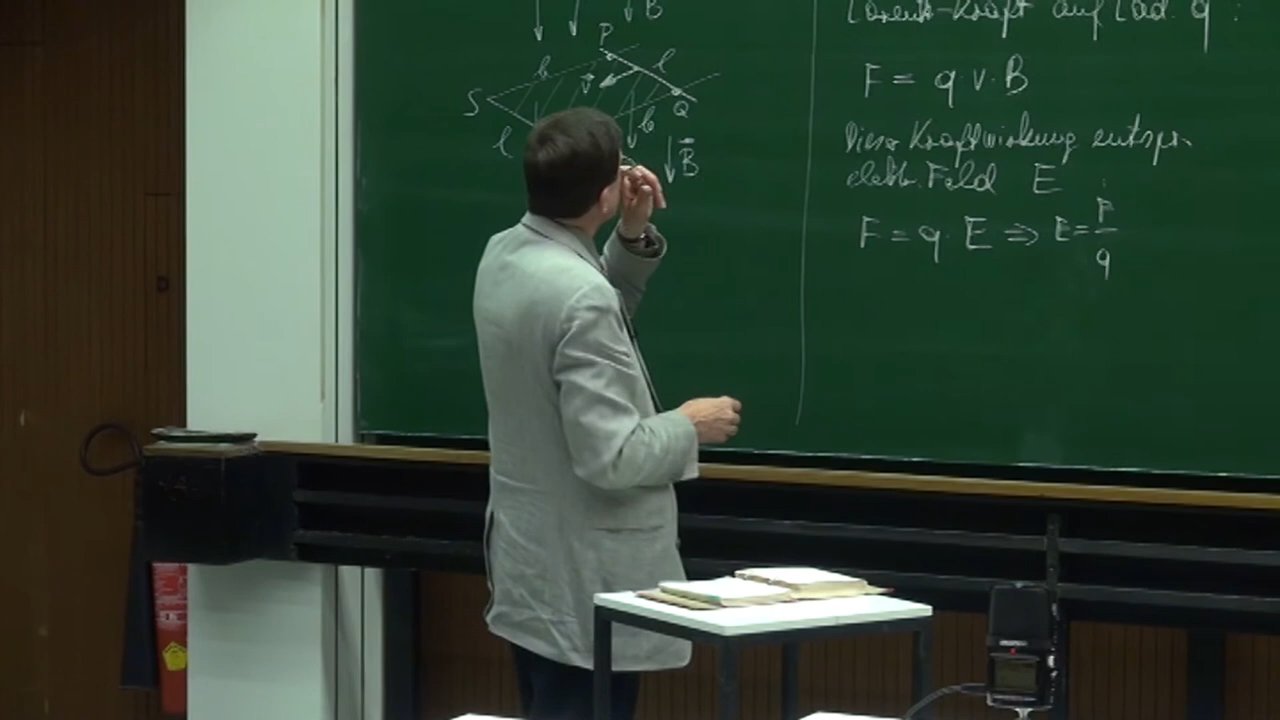 B
P
b
l
v
S
Q
l
b
B
Lorentz-Kraft auf Lad. q :
F = q v · B
Diese Kraftwirkung entspr.
elektr. Feld E
F = q · E ⇒ E = F/q